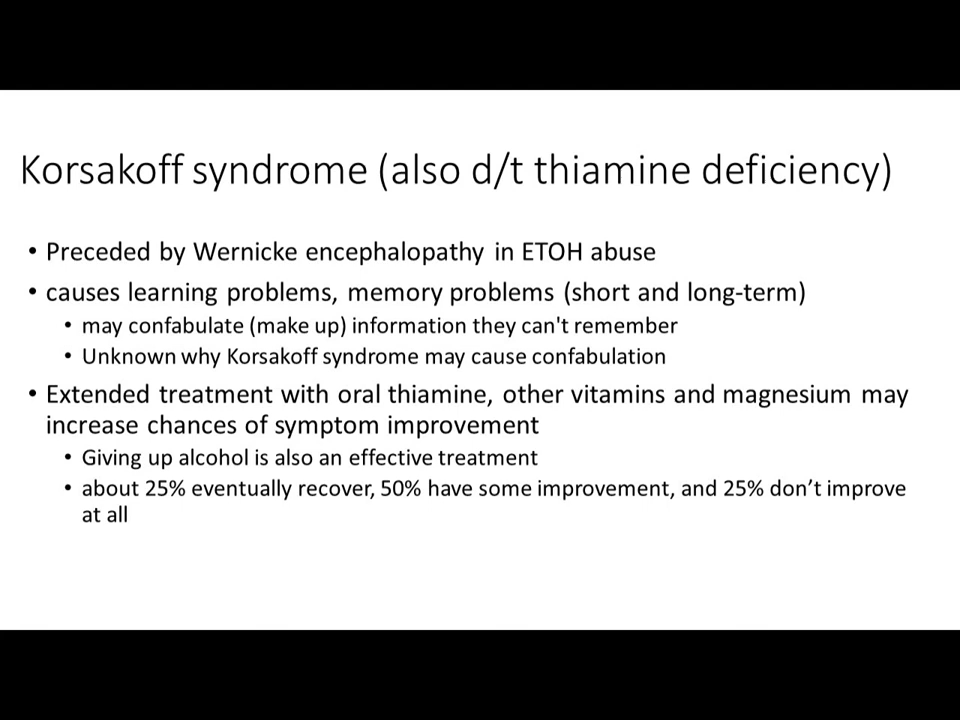 Korsakoff syndrome (also d/t thiamine deficiency)
• Preceded by Wernicke encephalopathy in ETOH abuse
• causes learning problems, memory problems (short and long-term)
• may confabulate (make up) information they can't remember
• Unknown why Korsakoff syndrome may cause confabulation
• Extended treatment with oral thiamine, other vitamins and magnesium may
increase chances of symptom improvement
• Giving up alcohol is also an effective treatment
• about 25% eventually recover, 50% have some improvement, and 25% don’t improve
at all